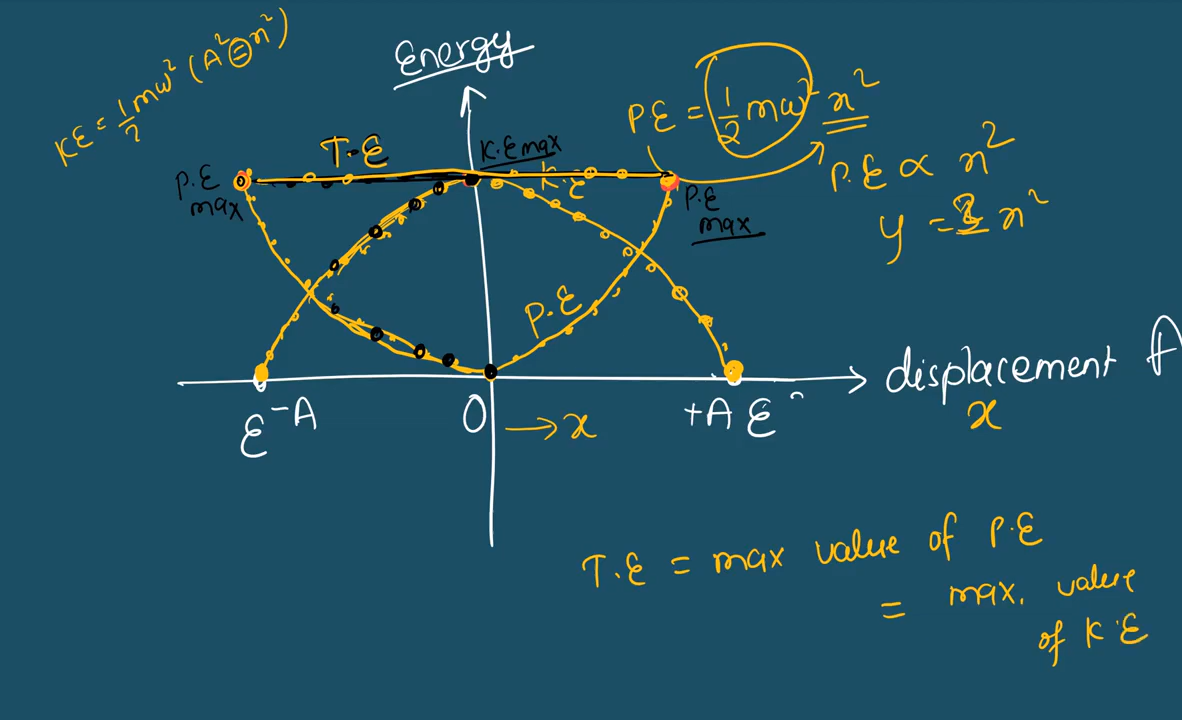 KE = 1/2 mω² (A² = x²)
Energy
PE = 1/2 mω² x²
T.E
K.E max
K.E
P.E max
P.E max
P.E ∝ x²
y = x²
P.E
displacement
x
E -A
0
→ x
+A E
T.E = max value of P.E
= max. value
of K.E